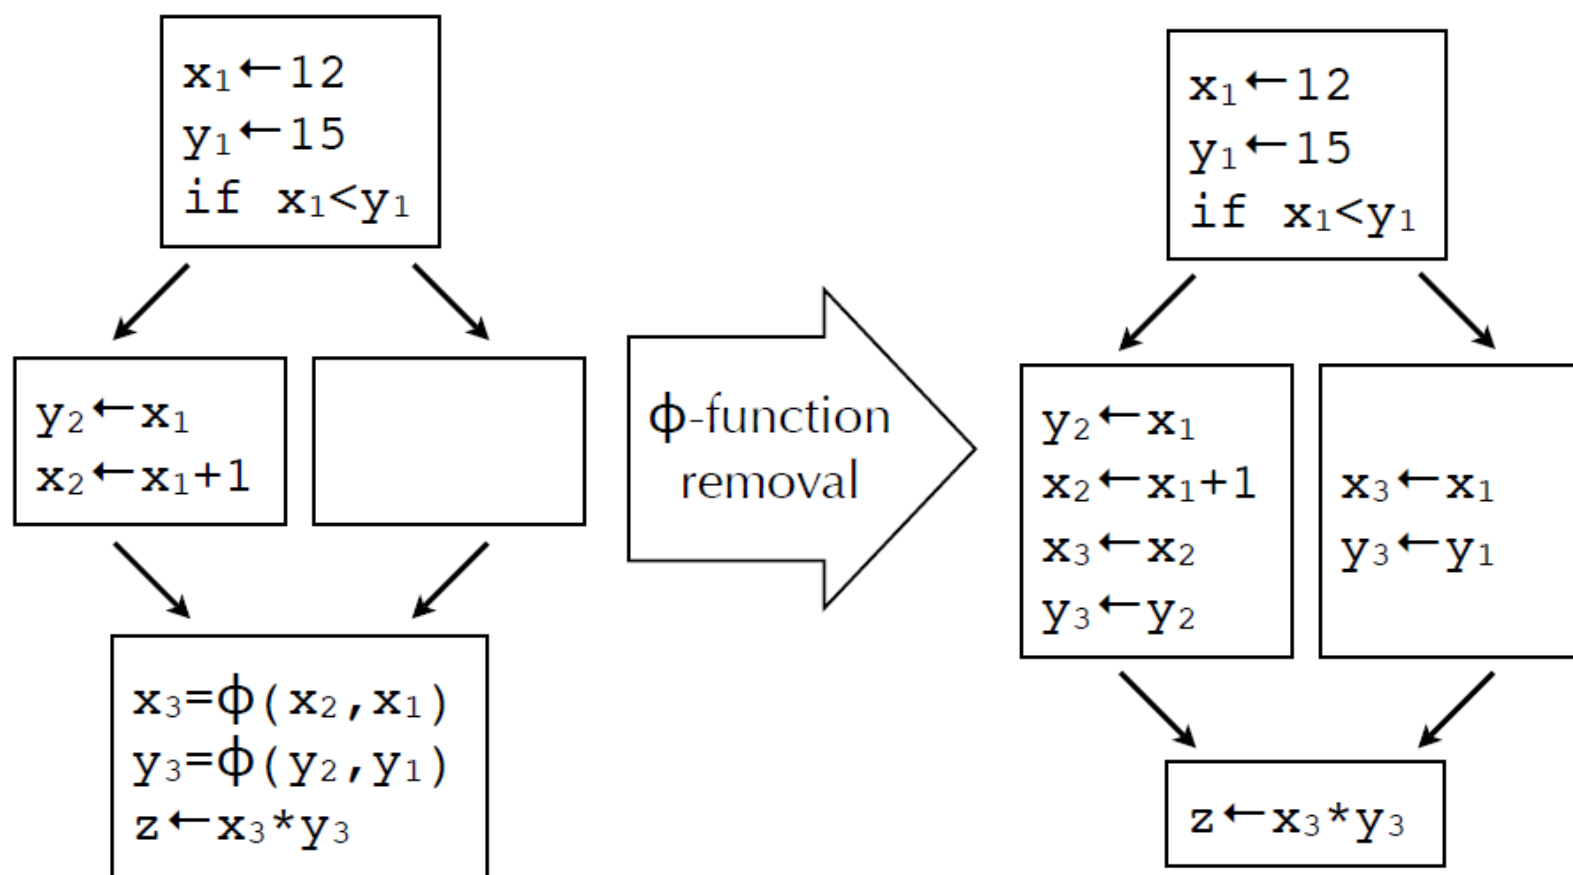 x₁←12
y₁←15
if x₁<y₁
y₂←x₁
x₂←x₁+1
x₃=ϕ(x₂,x₁)
y₃=ϕ(y₂,y₁)
z←x₃*y₃
ϕ-function
removal
x₁←12
y₁←15
if x₁<y₁
y₂←x₁
x₂←x₁+1
x₃←x₂
y₃←y₂
x₃←x₁
y₃←y₁
z←x₃*y₃